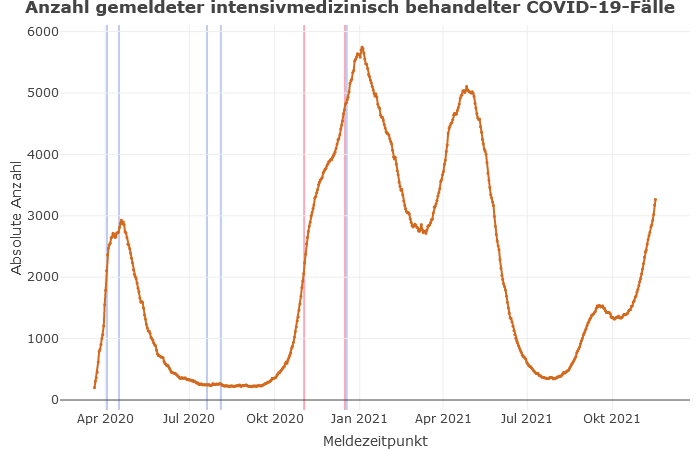 Anzahl gemeldeter intensivmedizinisch behandelter COVID-19-Fälle
6000
5000
4000
3000
2000
1000
0
Absolute Anzahl
Apr 2020 Jul 2020 Okt 2020 Jan 2021 Apr 2021 Jul 2021 Okt 2021
Meldezeitpunkt